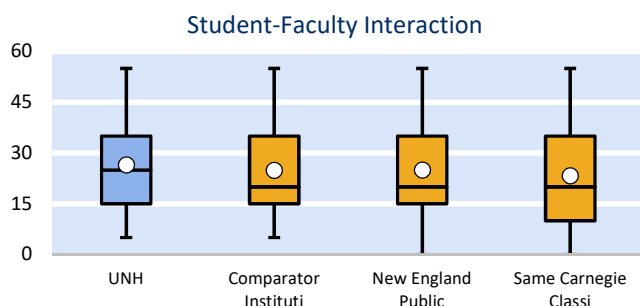 Student-Faculty Interaction
60
45
30
15
0
UNH
Comparator
Instituti
New England
Public
Same Carnegie
Classi